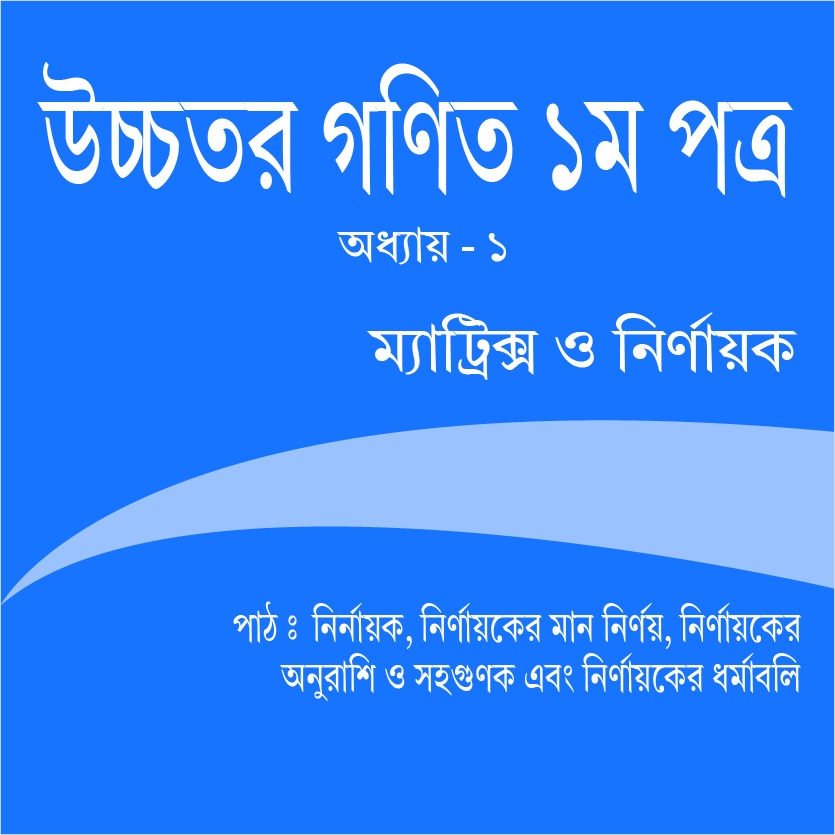 উচ্চতর গণিত ১ম পত্র
অধ্যায় - ১
ম্যাট্রিক্স ও নির্ণায়ক
পাঠ ঃ নির্নায়ক, নির্ণায়কের মান নির্ণয়, নির্ণায়কের
অনুরাশি ও সহগুণক এবং নির্ণায়কের ধর্মাবলি